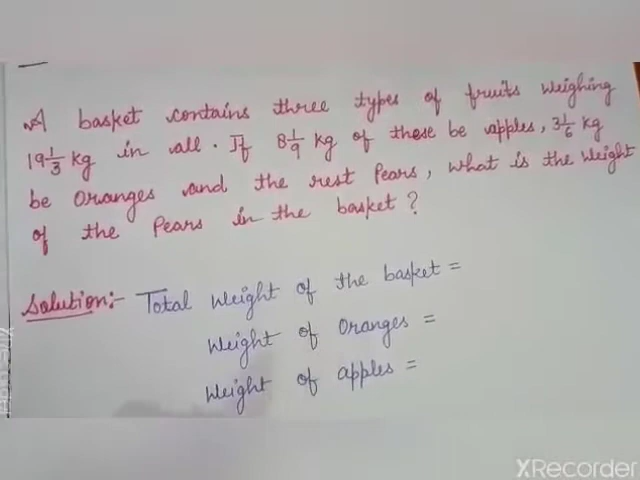 A basket contains three types of fruits weighing
19 1/3 kg in all. If 8 1/9 kg of these be apples, 3 1/6 kg
be oranges and the rest Pears, what is the weight
of the Pears in the basket?
Solution:- Total weight of the basket =
Weight of Oranges =
Weight of apples =
XRecorder